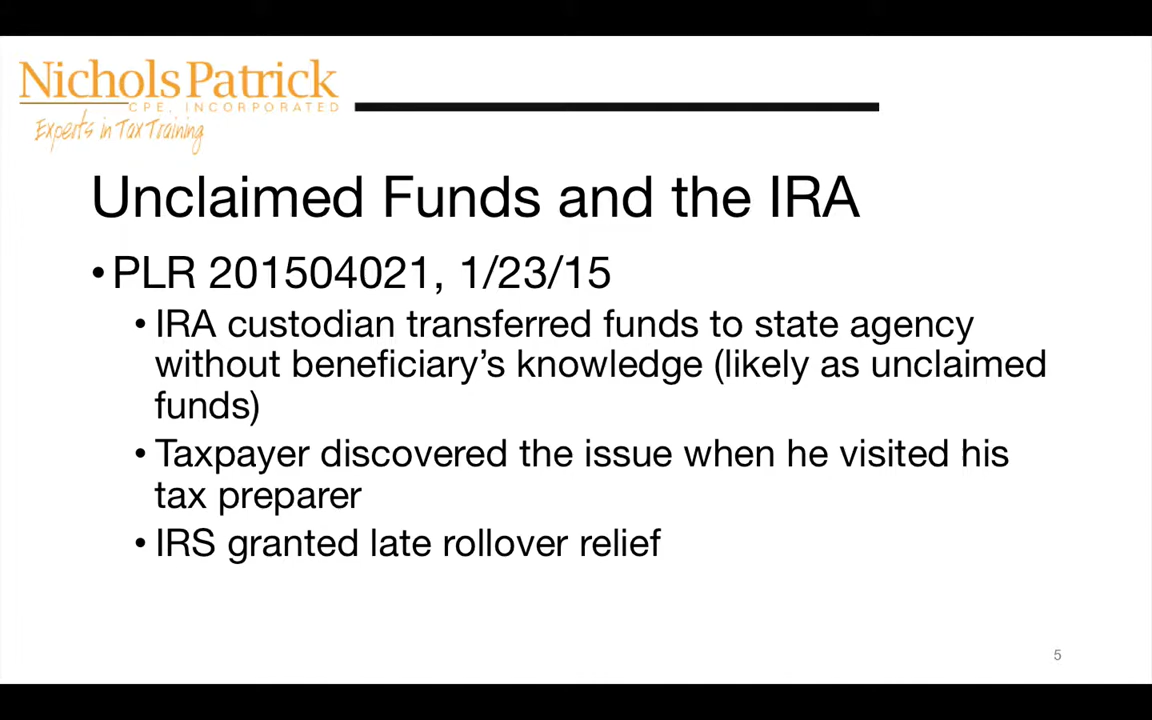 Nichols Patrick
CPE, INCORPORATED
Experts in Tax Training
Unclaimed Funds and the IRA
• PLR 201504021, 1/23/15
• IRA custodian transferred funds to state agency
without beneficiary’s knowledge (likely as unclaimed
funds)
• Taxpayer discovered the issue when he visited his
tax preparer
• IRS granted late rollover relief
5